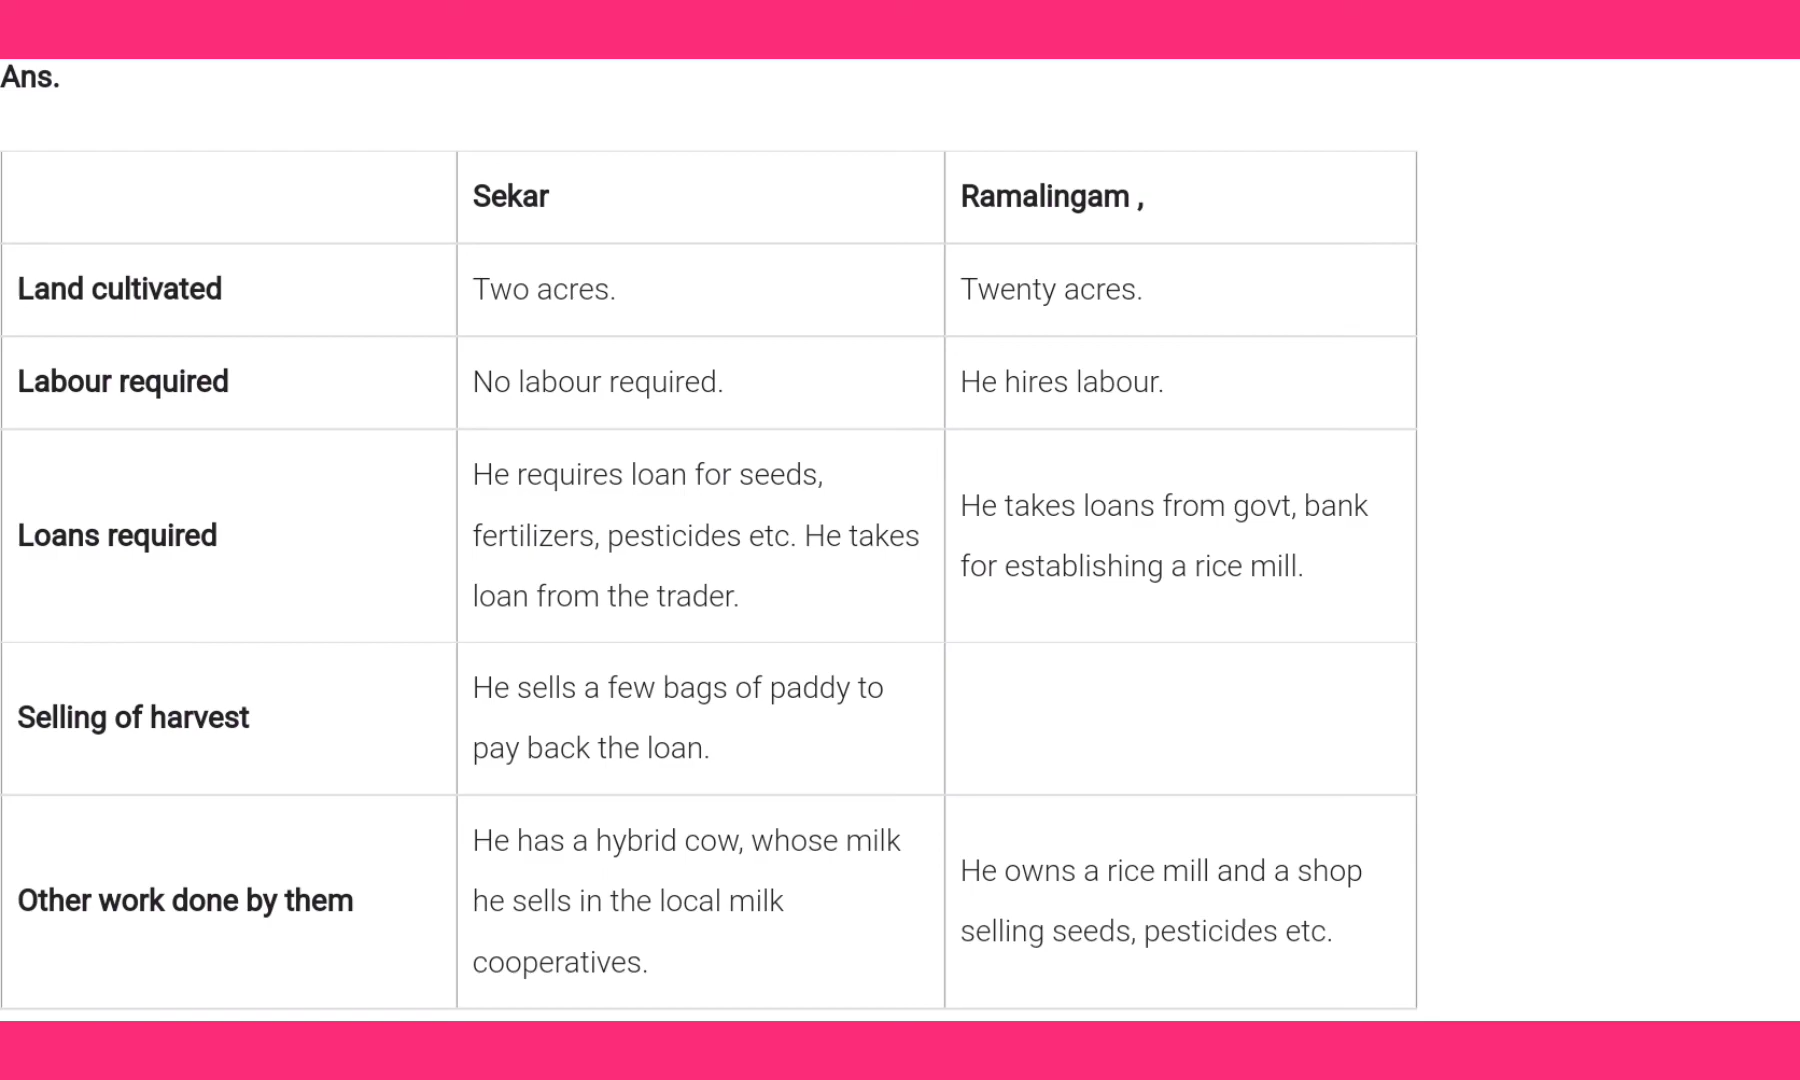 Ans.
Sekar
Ramalingam ,
Land cultivated
Two acres.
Twenty acres.
Labour required
No labour required.
He hires labour.
Loans required
He requires loan for seeds,
fertilizers, pesticides etc. He takes
loan from the trader.
He takes loans from govt, bank
for establishing a rice mill.
Selling of harvest
He sells a few bags of paddy to
pay back the loan.
Other work done by them
He has a hybrid cow, whose milk
he sells in the local milk
cooperatives.
He owns a rice mill and a shop
selling seeds, pesticides etc.